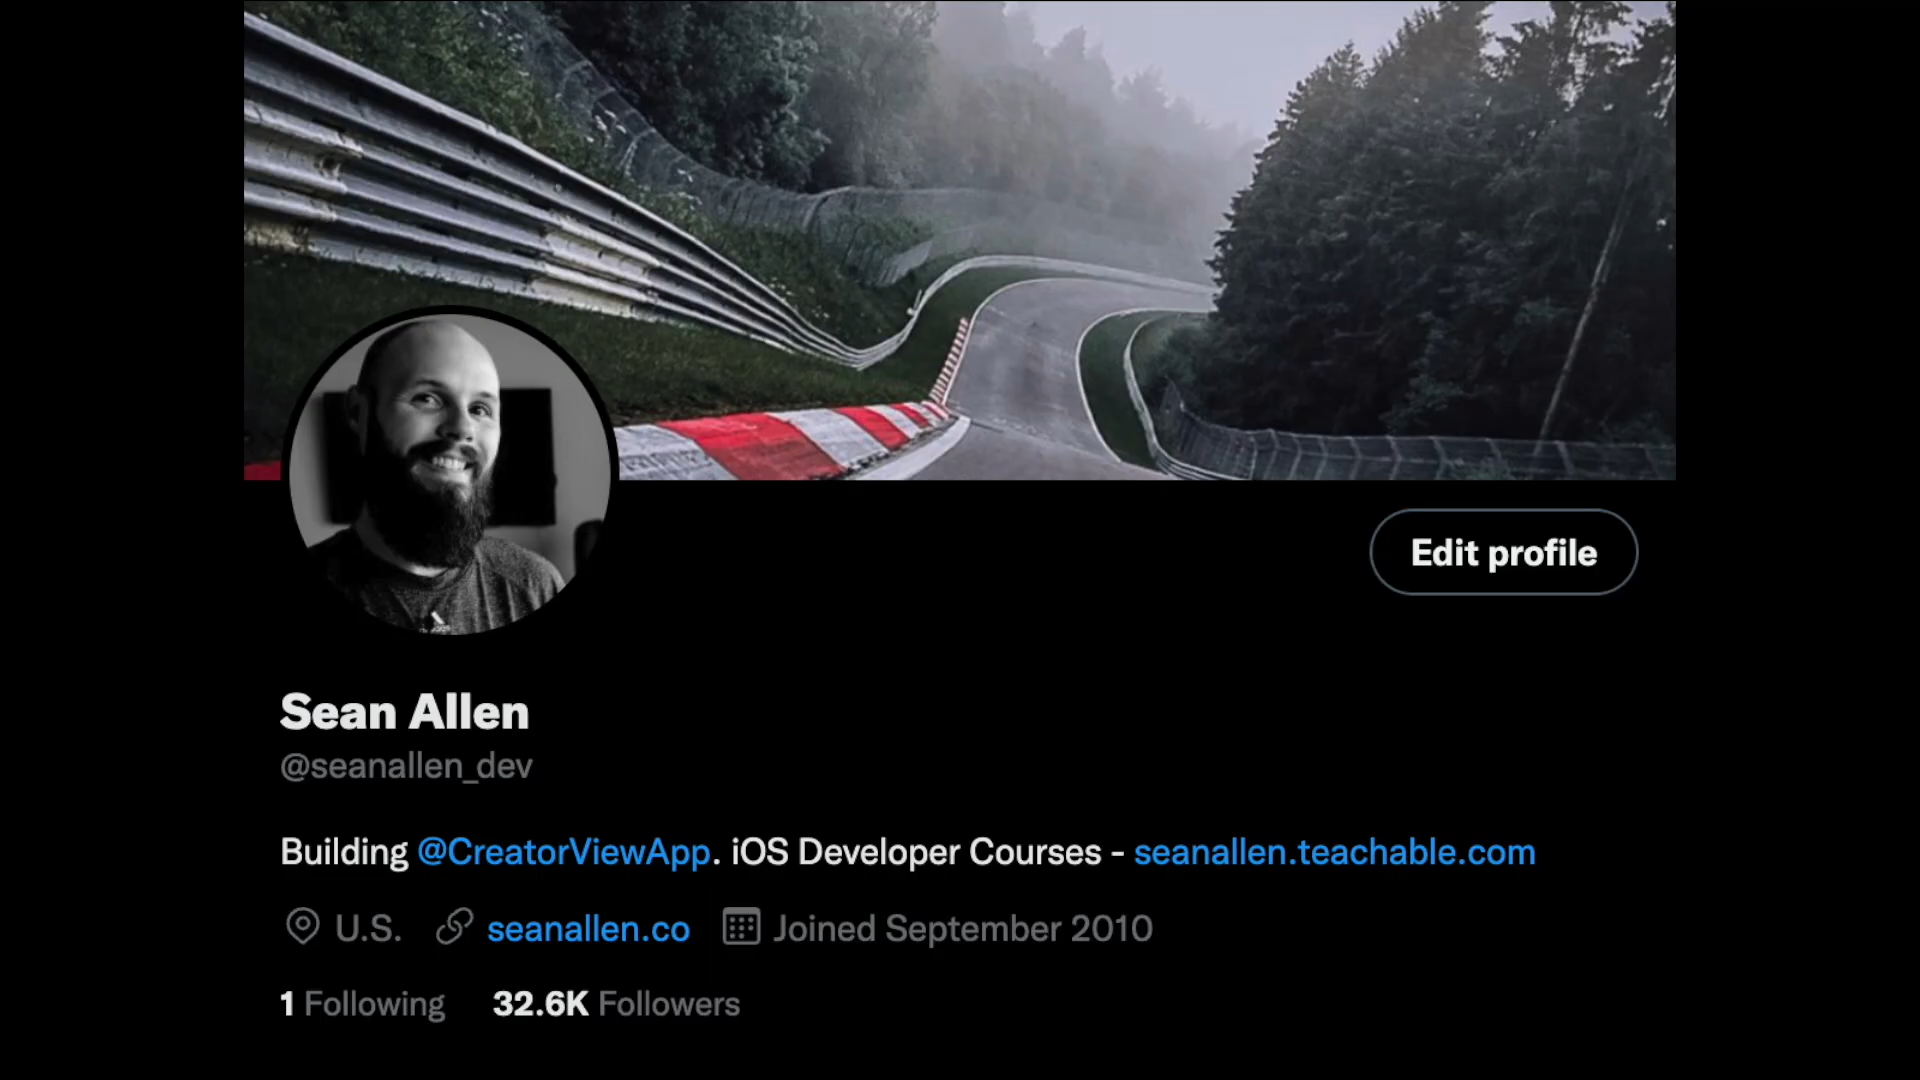 Edit profile
Sean Allen
@seanallen_dev
Building @CreatorViewApp. iOS Developer Courses - seanallen.teachable.com
U.S. seanallen.co Joined September 2010
1 Following 32.6K Followers